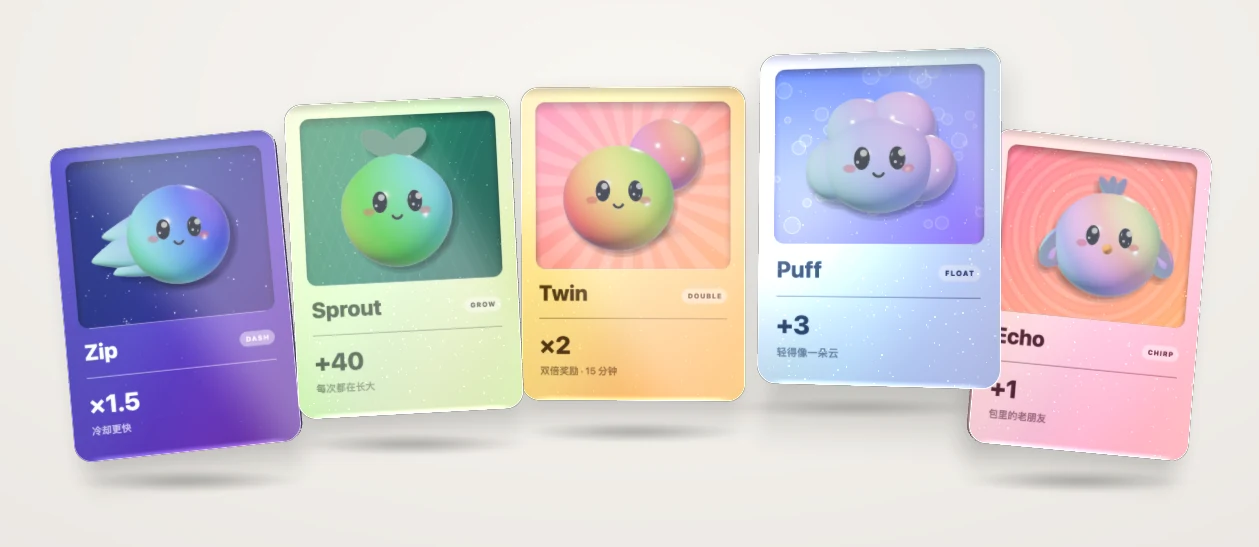 Zip
DASH
×1.5
冷却更快
Sprout
GROW
+40
每次都在长大
Twin
DOUBLE
×2
双倍奖励 · 15 分钟
Puff
FLOAT
+3
轻得像一朵云
Echo
CHIRP
+1
包里的老朋友